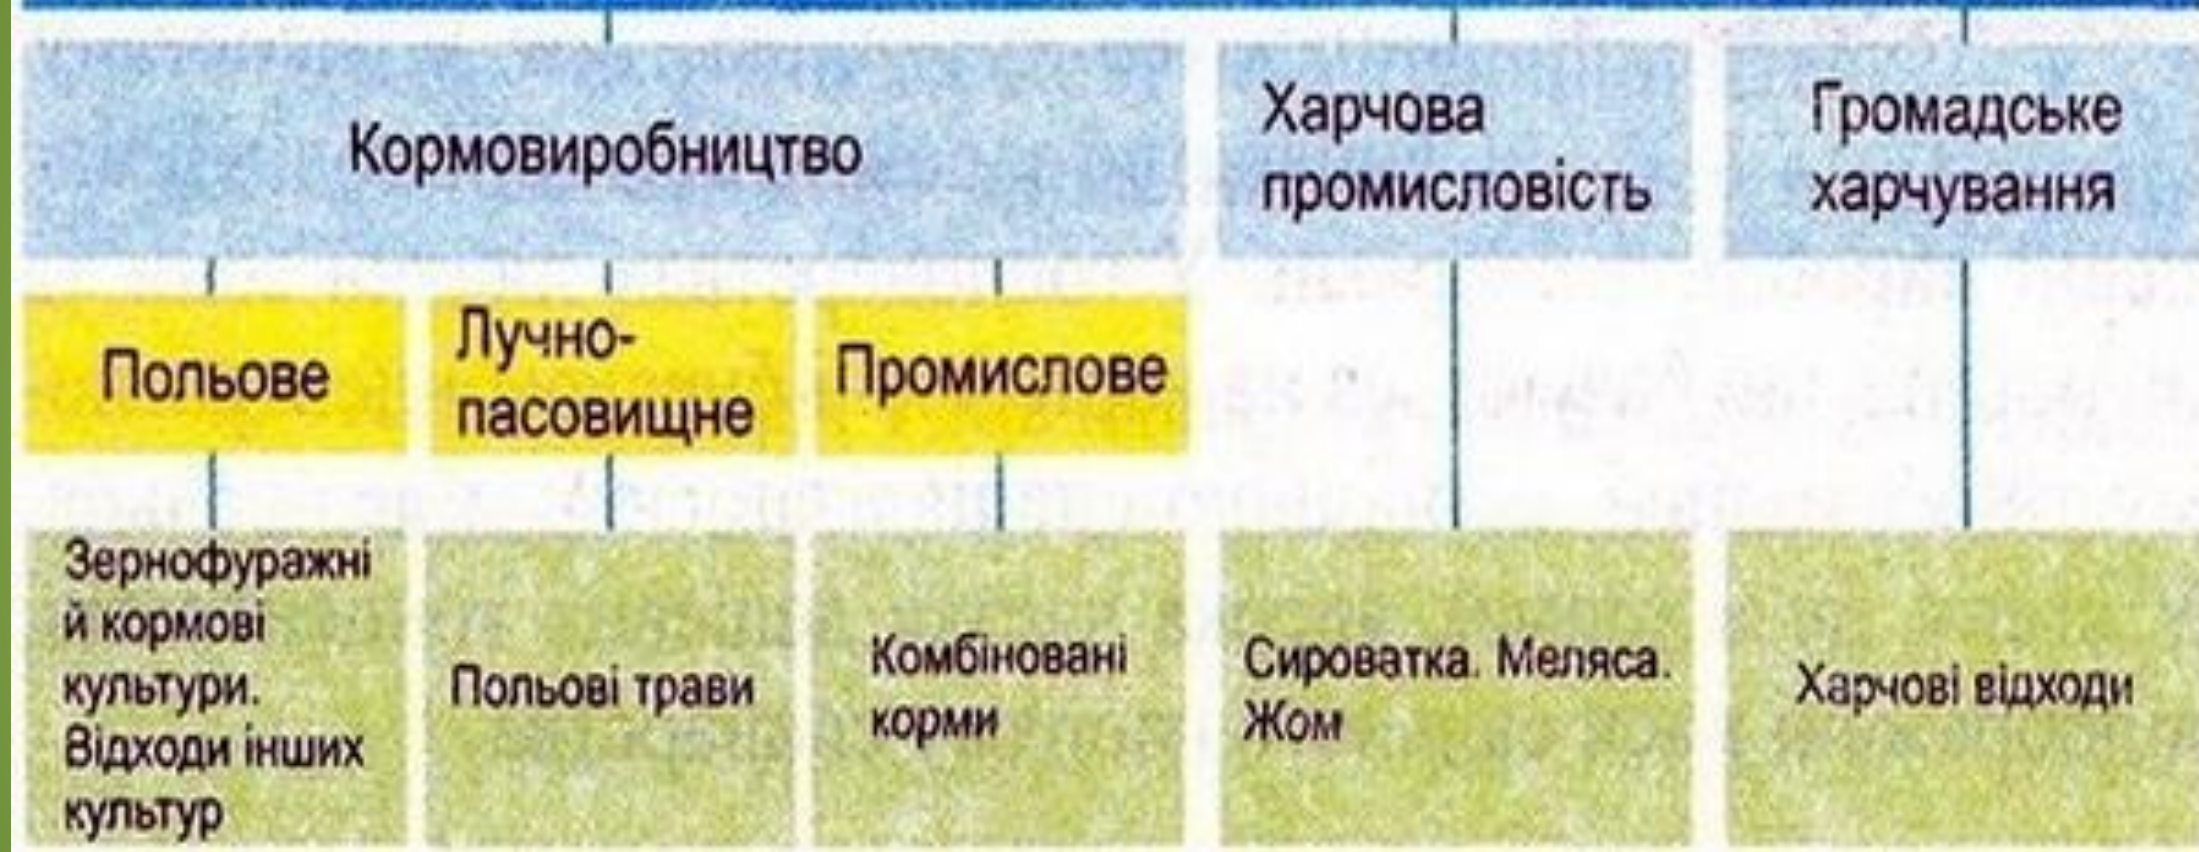 Кормовиробництво
Харчова
промисловість
Громадське
харчування
Польове
Лучно-
пасовищне
Промислове
Зернофуражні
й кормові
культури.
Відходи інших
культур
Польові трави
Комбіновані
корми
Сироватка. Меляса.
Жом
Харчові відходи